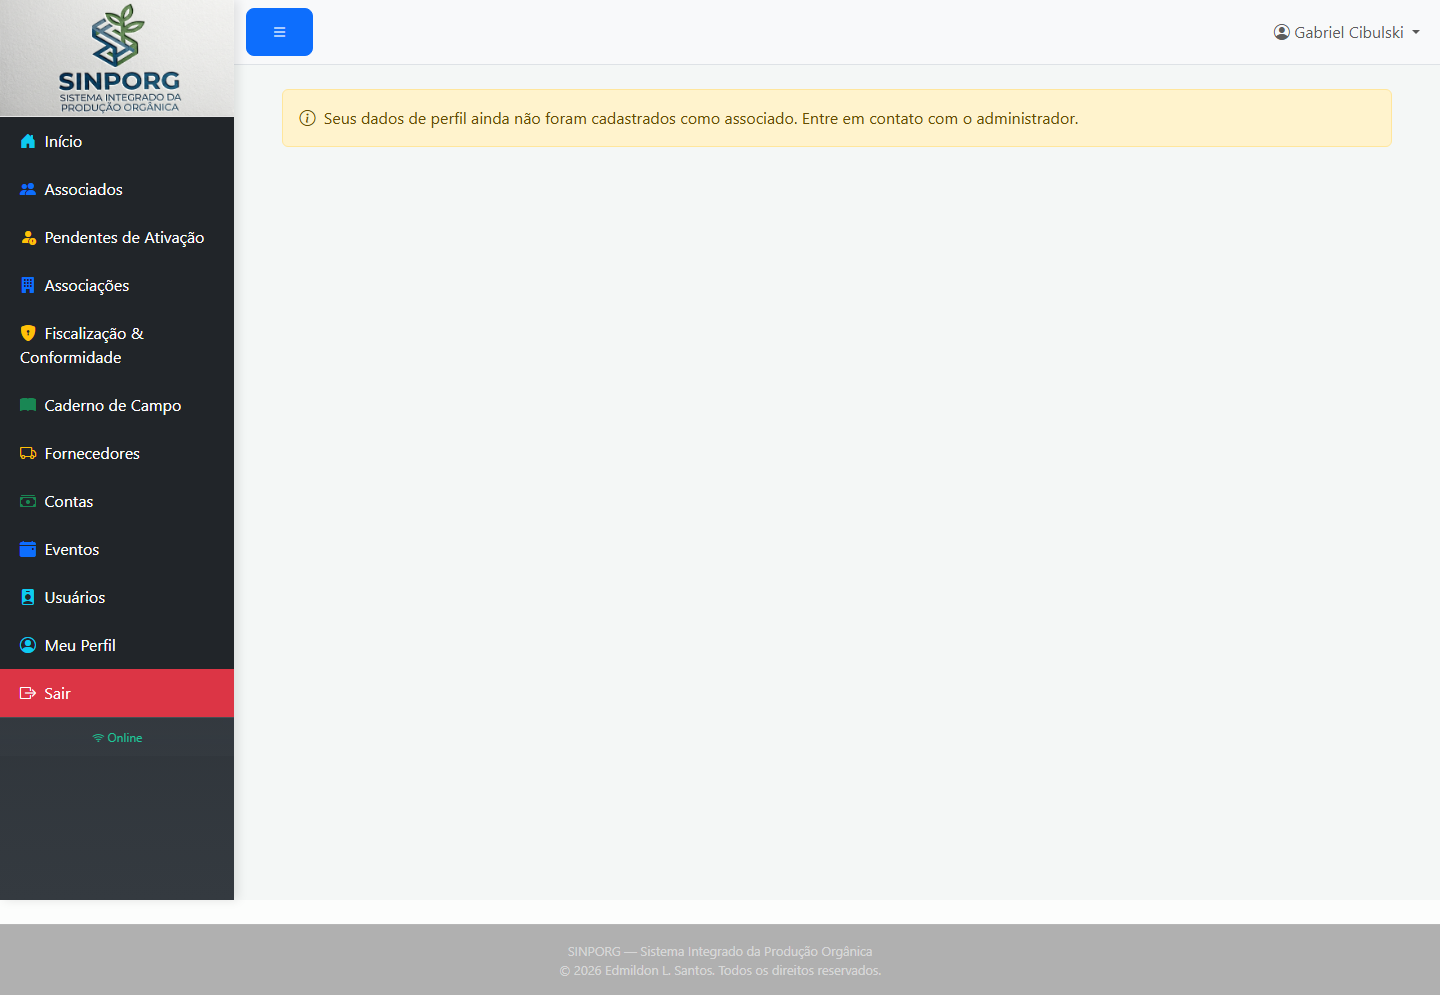 SINPORG
SISTEMA INTEGRADO DA
PRODUÇÃO ORGÂNICA
Gabriel Cibulski
Seus dados de perfil ainda não foram cadastrados como associado. Entre em contato com o administrador.
Início
Associados
Pendentes de Ativação
Associações
Fiscalização &
Conformidade
Caderno de Campo
Fornecedores
Contas
Eventos
Usuários
Meu Perfil
Sair
Online
SINPORG — Sistema Integrado da Produção Orgânica
© 2026 Edmildon L. Santos. Todos os direitos reservados.